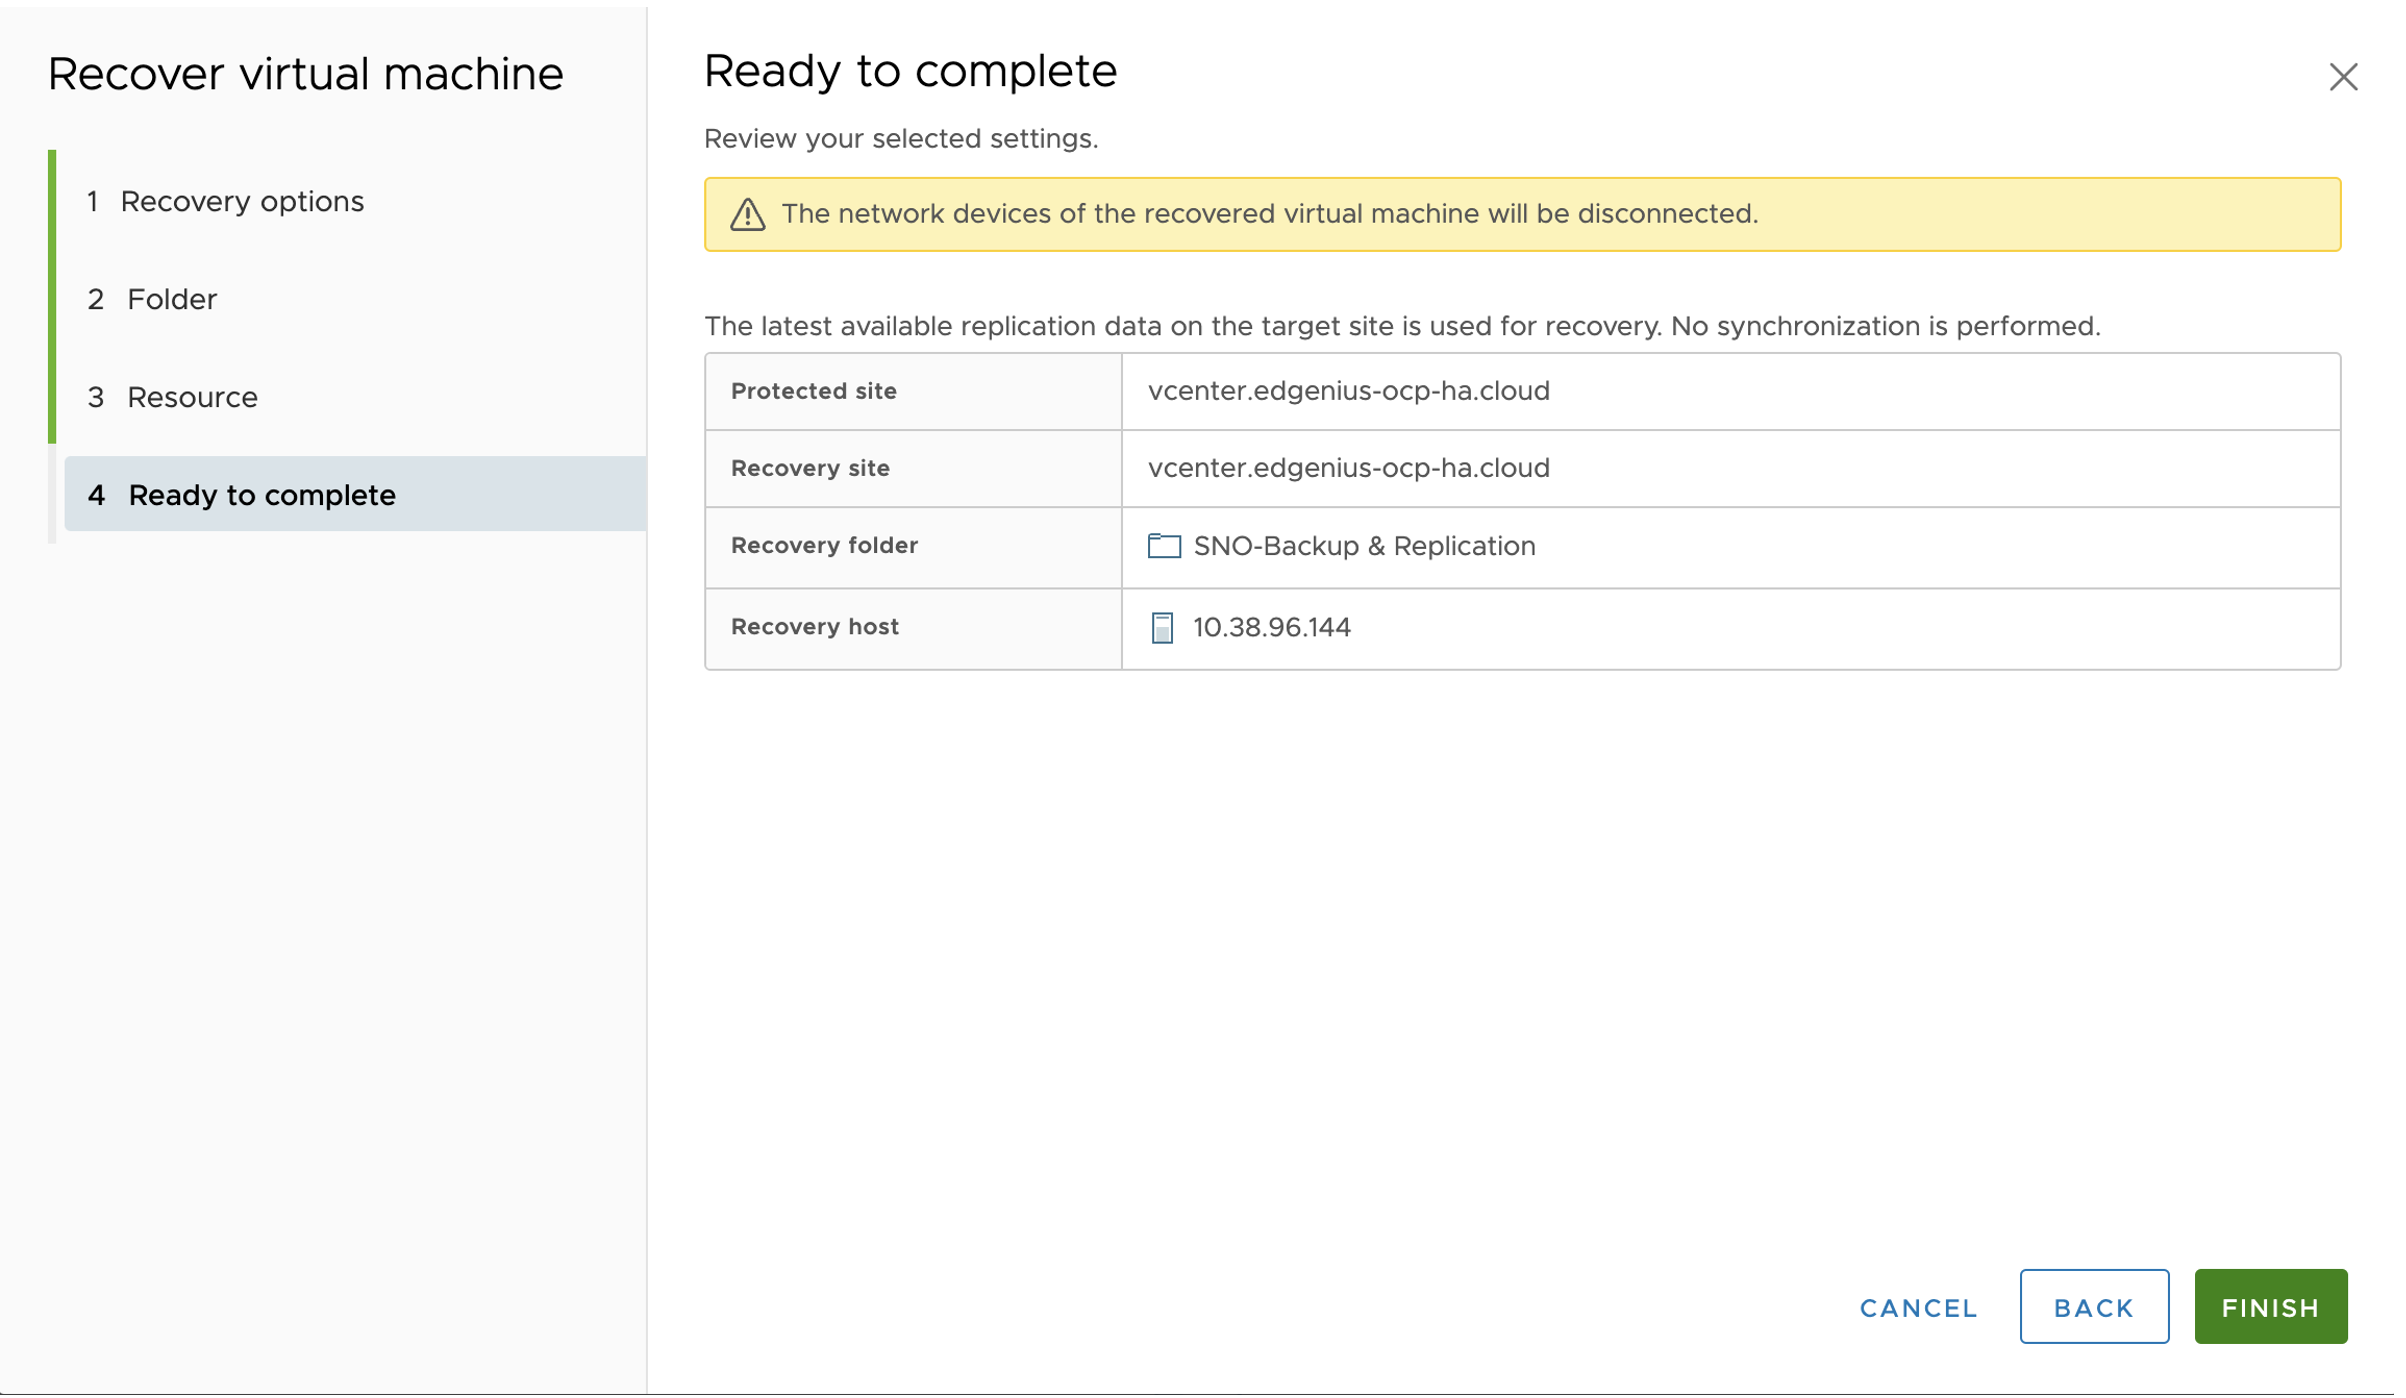 Recover virtual machine
1 Recovery options
2 Folder
3 Resource
4 Ready to complete
Ready to complete
Review your selected settings.
The network devices of the recovered virtual machine will be disconnected.
The latest available replication data on the target site is used for recovery. No synchronization is performed.
Protected site vcenter.edgenius-ocp-ha.cloud
Recovery site vcenter.edgenius-ocp-ha.cloud
Recovery folder SNO-Backup & Replication
Recovery host 10.38.96.144
CANCEL BACK FINISH